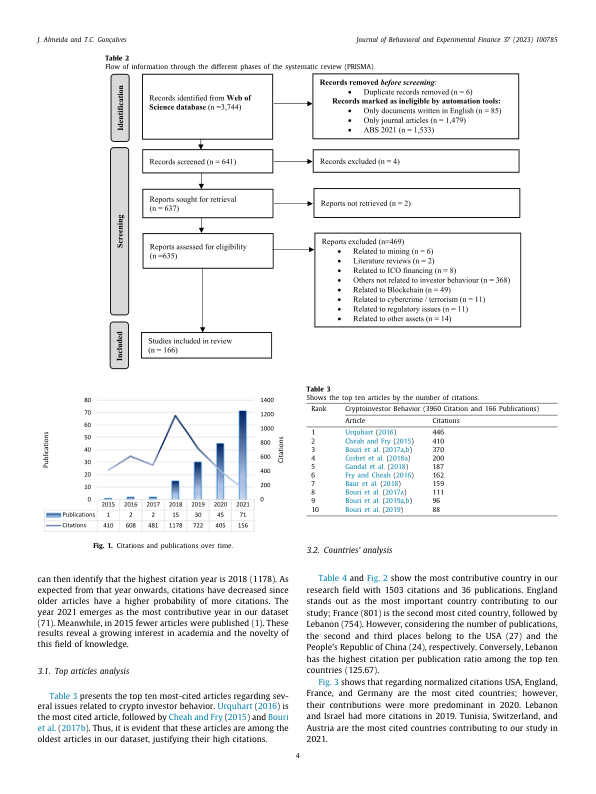 J. Almeida and T.C. Gonçalves
Journal of Behavioral and Experimental Finance 37 (2023) 100785
Table 2
Flow of information through the different phases of the systematic review (PRISMA).
Identification
Records identified from Web of
Science database (n =3,744)
Records removed before screening:
• Duplicate records removed (n = 6)
Records marked as ineligible by automation tools:
• Only documents written in English (n = 85)
• Only journal articles (n = 1,479)
• ABS 2021 (n = 1,533)
Screening
Records screened (n = 641)
Records excluded (n = 4)
Reports sought for retrieval
(n = 637)
Reports not retrieved (n = 2)
Reports assessed for eligibility
(n =635)
Reports excluded (n=469)
• Related to mining (n = 6)
• Literature reviews (n = 2)
• Related to ICO financing (n = 8)
• Others not related to investor behaviour (n = 368)
• Related to Blockchain (n = 49)
• Related to cybercrime / terrorism (n = 11)
• Related to regulatory issues (n = 11)
• Related to other assets (n = 14)
Included
Studies included in review
(n = 166)
Publications
80
70
60
50
40
30
20
10
0
1400
1200
1000
800
600
400
200
0
Citations
2015 2016 2017 2018 2019 2020 2021
Publications 1 2 2 15 30 45 71
Citations 410 608 481 1178 722 405 156
Fig. 1. Citations and publications over time.
can then identify that the highest citation year is 2018 (1178). As
expected from that year onwards, citations have decreased since
older articles have a higher probability of more citations. The
year 2021 emerges as the most contributive year in our dataset
(71). Meanwhile, in 2015 fewer articles were published (1). These
results reveal a growing interest in academia and the novelty of
this field of knowledge.
3.1. Top articles analysis
Table 3 presents the top ten most-cited articles regarding sev-
eral issues related to crypto investor behavior. Urquhart (2016) is
the most cited article, followed by Cheah and Fry (2015) and Bouri
et al. (2017b). Thus, it is evident that these articles are among the
oldest articles in our dataset, justifying their high citations.
Table 3
Shows the top ten articles by the number of citations.
Rank Cryptoinvestor Behavior (3960 Citation and 166 Publications)
Article Citations
1 Urquhart (2016) 446
2 Cheah and Fry (2015) 410
3 Bouri et al. (2017a,b) 370
4 Corbet et al. (2018a) 200
5 Gandal et al. (2018) 187
6 Fry and Cheah (2016) 162
7 Baur et al. (2018) 159
8 Bouri et al. (2017a) 111
9 Bouri et al. (2019a,b) 96
10 Bouri et al. (2019) 88
3.2. Countries' analysis
Table 4 and Fig. 2 show the most contributive country in our
research field with 1503 citations and 36 publications. England
stands out as the most important country contributing to our
study; France (801) is the second most cited country, followed by
Lebanon (754). However, considering the number of publications,
the second and third places belong to the USA (27) and the
People's Republic of China (24), respectively. Conversely, Lebanon
has the highest citation per publication ratio among the top ten
countries (125.67).
Fig. 3 shows that regarding normalized citations USA, England,
France, and Germany are the most cited countries; however,
their contributions were more predominant in 2020. Lebanon
and Israel had more citations in 2019. Tunisia, Switzerland, and
Austria are the most cited countries contributing to our study in
2021.
4